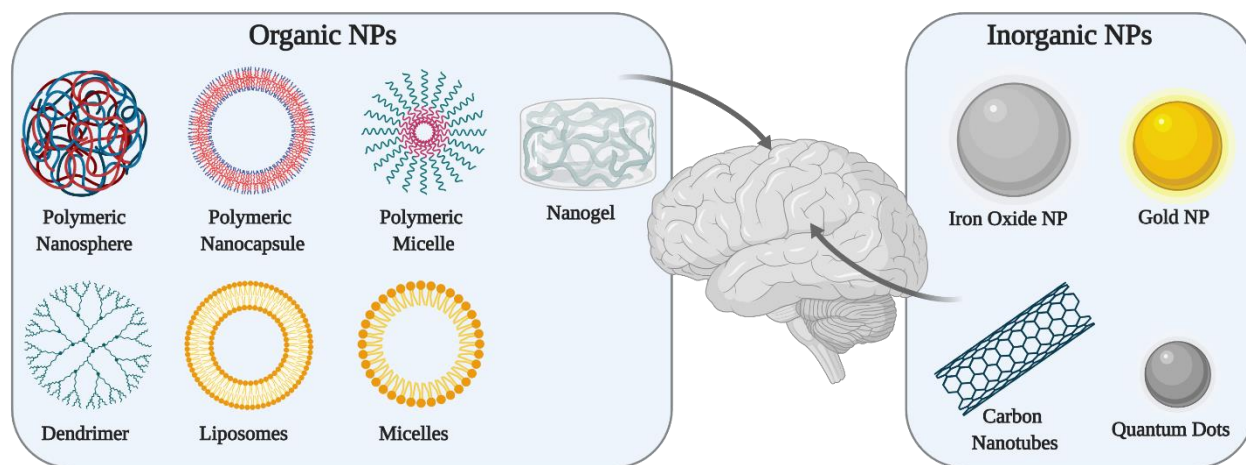 Organic NPs
Polymeric
Nanosphere
Polymeric
Nanocapsule
Polymeric
Micelle
Nanogel
Dendrimer
Liposomes
Micelles
Inorganic NPs
Iron Oxide NP
Gold NP
Carbon
Nanotubes
Quantum Dots